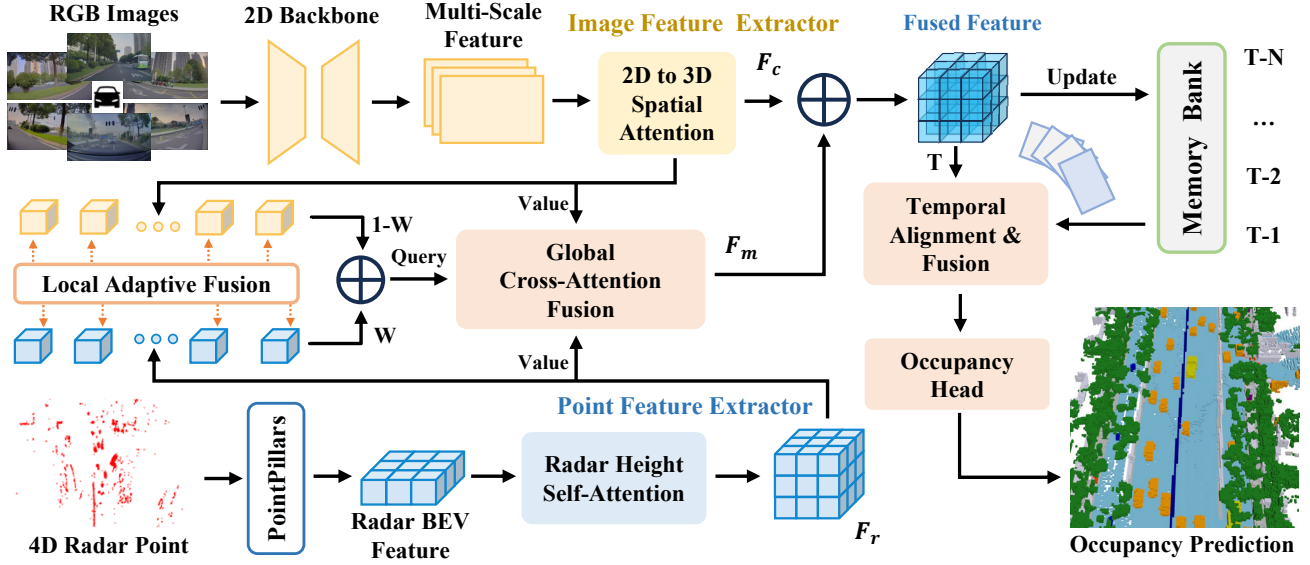 RGB Images
2D Backbone
Multi-Scale
Feature
Image Feature Extractor
2D to 3D
Spatial
Attention
F_c
Fused Feature
Update
Memory Bank
T-N
...
T-2
T-1
T
Value
1-W
Query
Local Adaptive Fusion
W
Global
Cross-Attention
Fusion
F_m
Value
Temporal
Alignment &
Fusion
Occupancy
Head
Point Feature Extractor
4D Radar Point
PointPillars
Radar BEV
Feature
Radar Height
Self-Attention
F_r
Occupancy Prediction